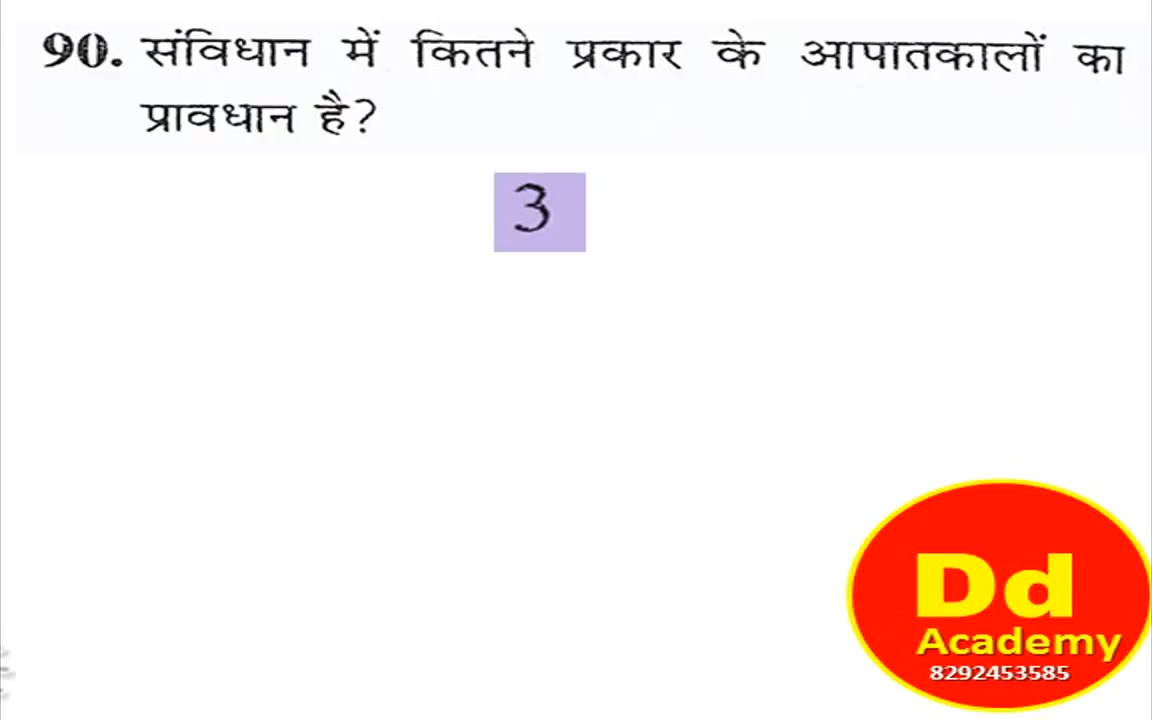 90. संविधान में कितने प्रकार के आपातकालों का
प्रावधान है?
3
Dd
Academy
8292453585